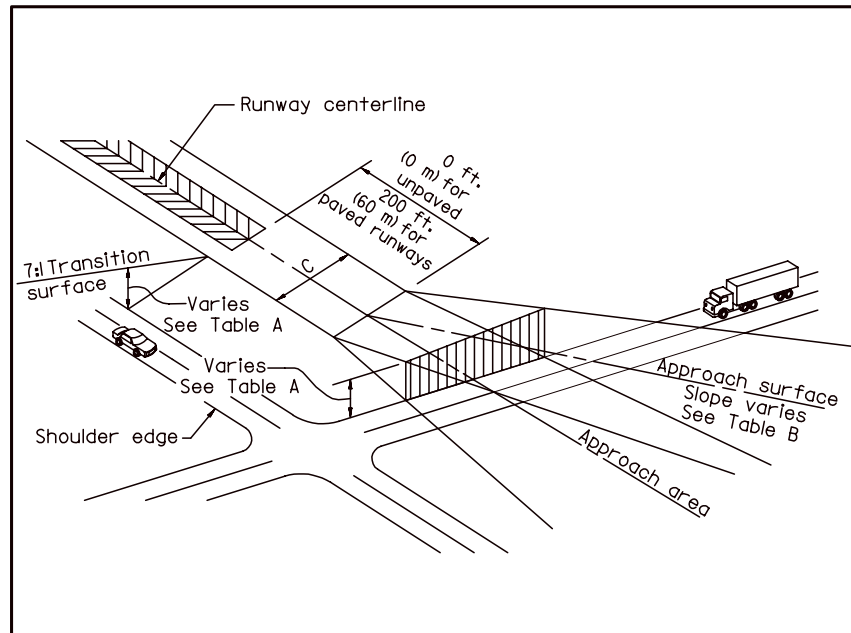 Runway centerline
0 ft.
(0 m) for
unpaved
200 ft.
(60 m) for
paved runways
C
7:1 Transition
surface
Varies
See Table A
Varies
See Table A
Shoulder edge
Approach surface
Slope varies
See Table B
Approach area